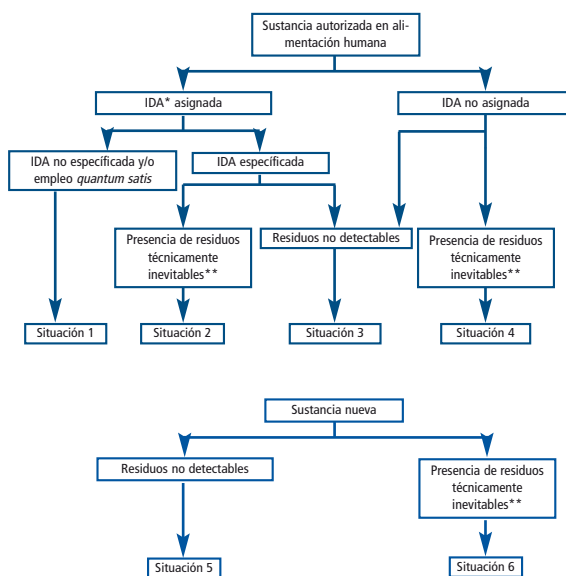 Sustancia autorizada en ali-
mentación humana
IDA* asignada
IDA no asignada
IDA no específicada y/o
empleo quantum satis
IDA específicada
Presencia de residuos
técnicamente
inevitables**
Residuos no detectables
Presencia de residuos
técnicamente
inevitables**
Situación 1
Situación 2
Situación 3
Situación 4
Sustancia nueva
Residuos no detectables
Presencia de residuos
técnicamente
inevitables**
Situación 5
Situación 6